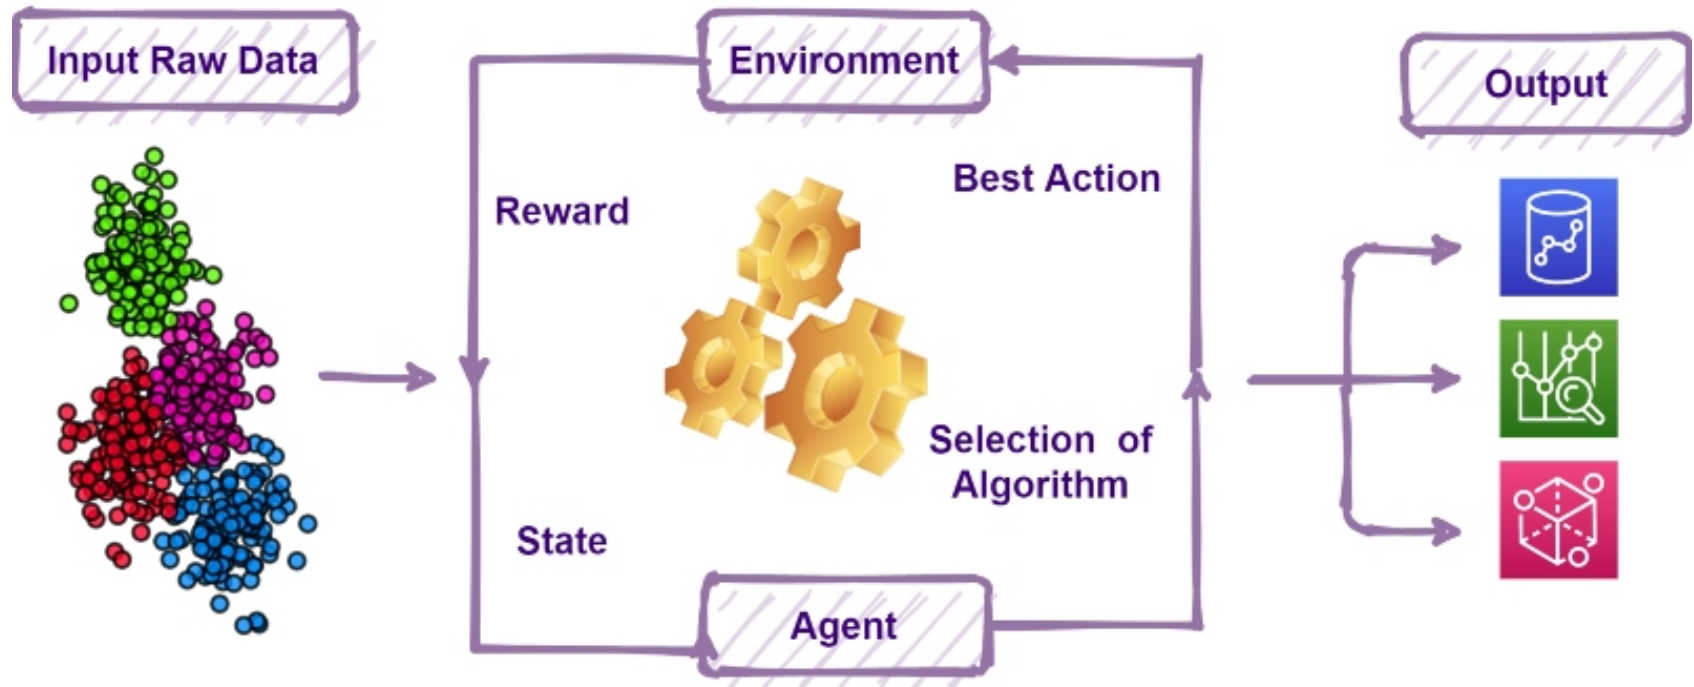 Input Raw Data
Environment
Output
Reward
Best Action
Selection of
Algorithm
State
Agent